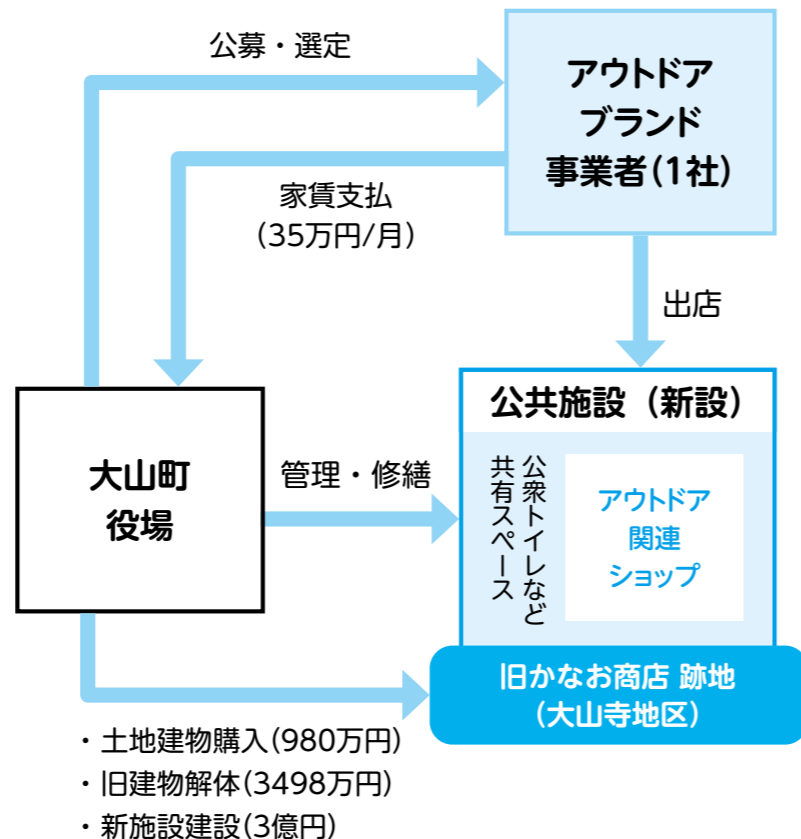 公募・選定
アウトドア
ブランド
事業者(1社)
家賃支払
(35万円/月)
出店
大山町
役場
管理・修繕
公共施設（新設）
公衆トイレなど
共有スペース
アウトドア
関連
ショップ
旧かなお商店 跡地
(大山寺地区)
・土地建物購入(980万円)
・旧建物解体(3498万円)
・新施設建設(3億円)